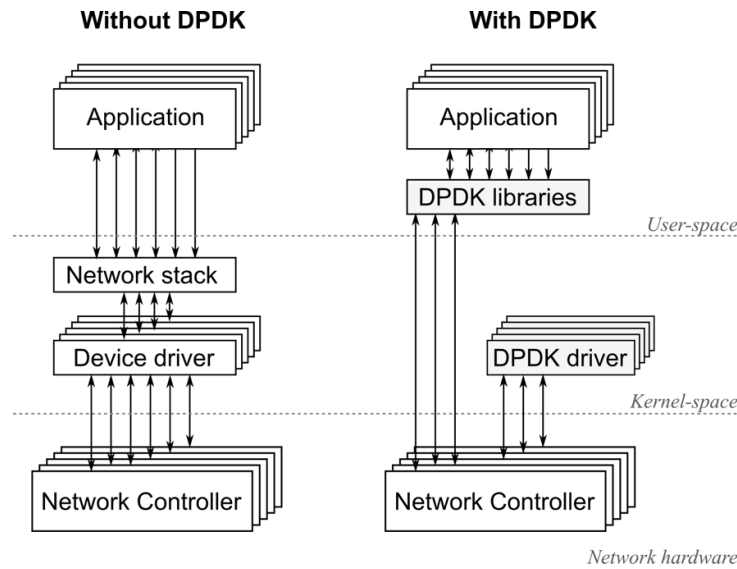 Without DPDK
With DPDK
Application
Application
DPDK libraries
User-space
Network stack
Device driver
DPDK driver
Kernel-space
Network Controller
Network Controller
Network hardware